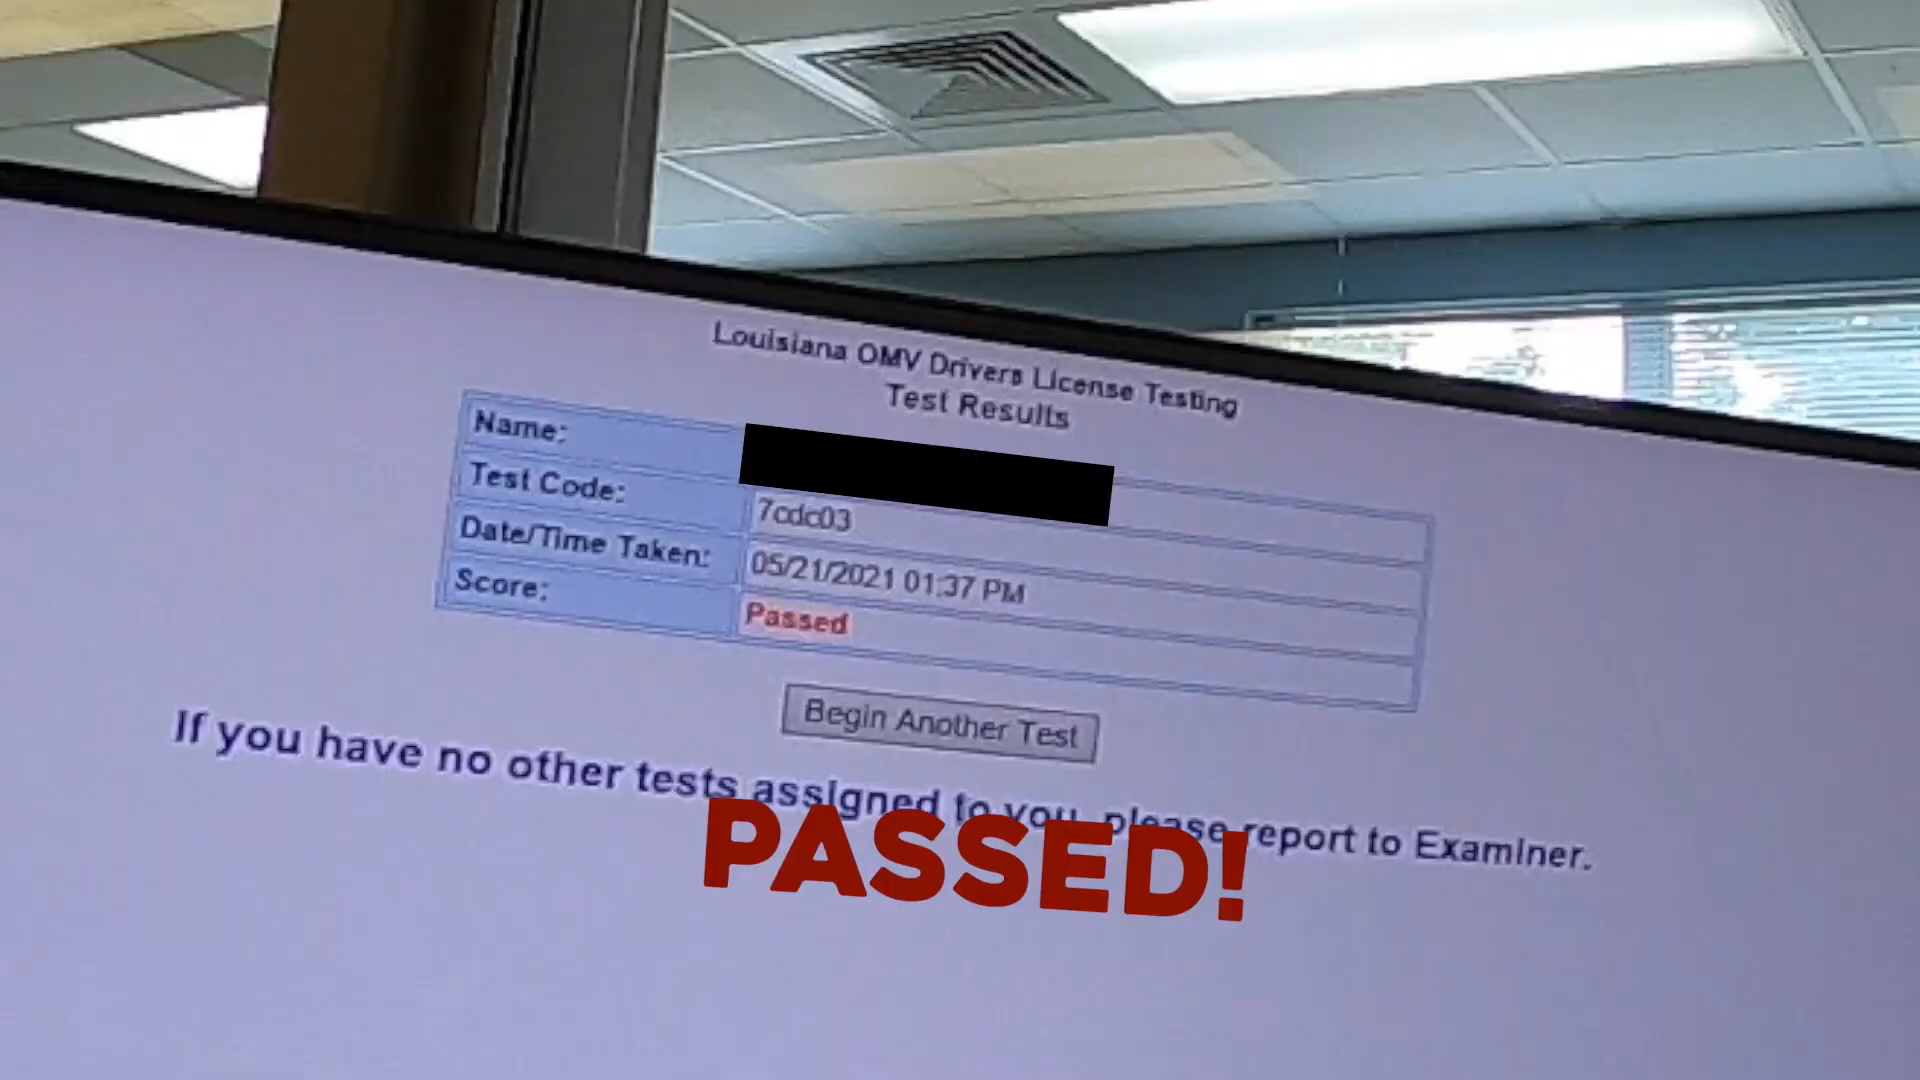 Louisiana OMV Drivers License Testing
Test Results
Name:
Test Code: 7cdc03
Date/Time Taken: 05/21/2021 01:37 PM
Score: Passed
Begin Another Test
If you have no other tests assigned to you, please report to Examiner.
PASSED!